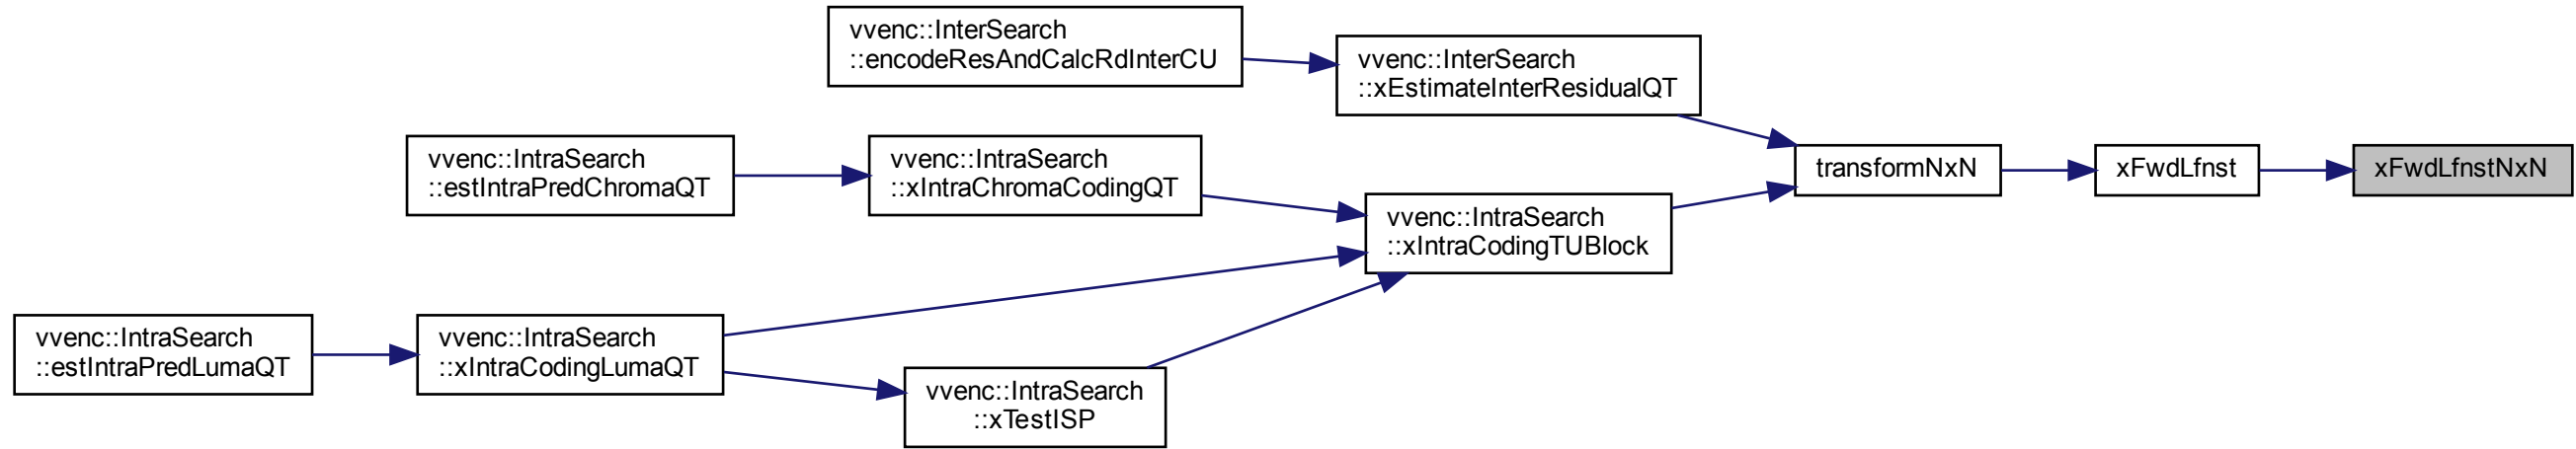 vvenc::InterSearch
::encodeResAndCalcRdInterCU
vvenc::InterSearch
::xEstimateInterResidualQT
vvenc::IntraSearch
::estIntraPredChromaQT
vvenc::IntraSearch
::xIntraChromaCodingQT
transformNxN
xFwdLfnst
xFwdLfnstNxN
vvenc::IntraSearch
::xIntraCodingTUBlock
vvenc::IntraSearch
::estIntraPredLumaQT
vvenc::IntraSearch
::xIntraCodingLumaQT
vvenc::IntraSearch
::xTestISP